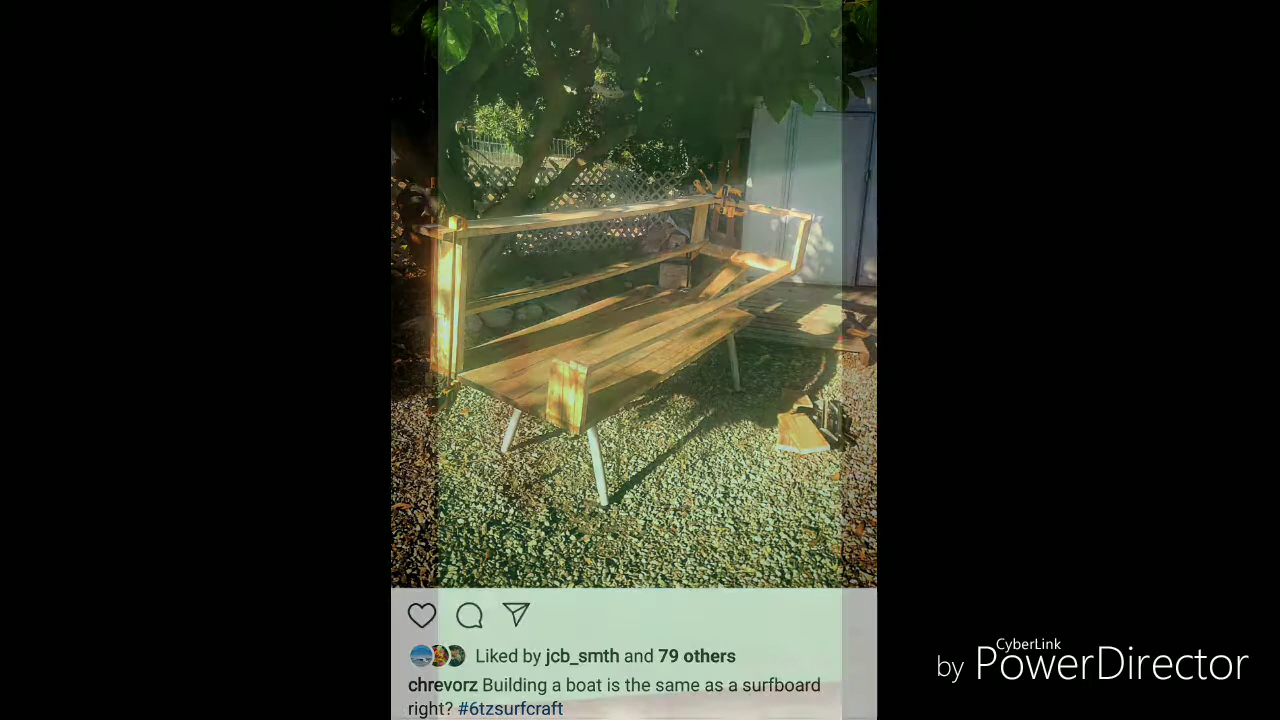 Liked by jcb_smth and 79 others
chrevorz Building a boat is the same as a surfboard
right? #6tzsurfcraft
CyberLink
by PowerDirector